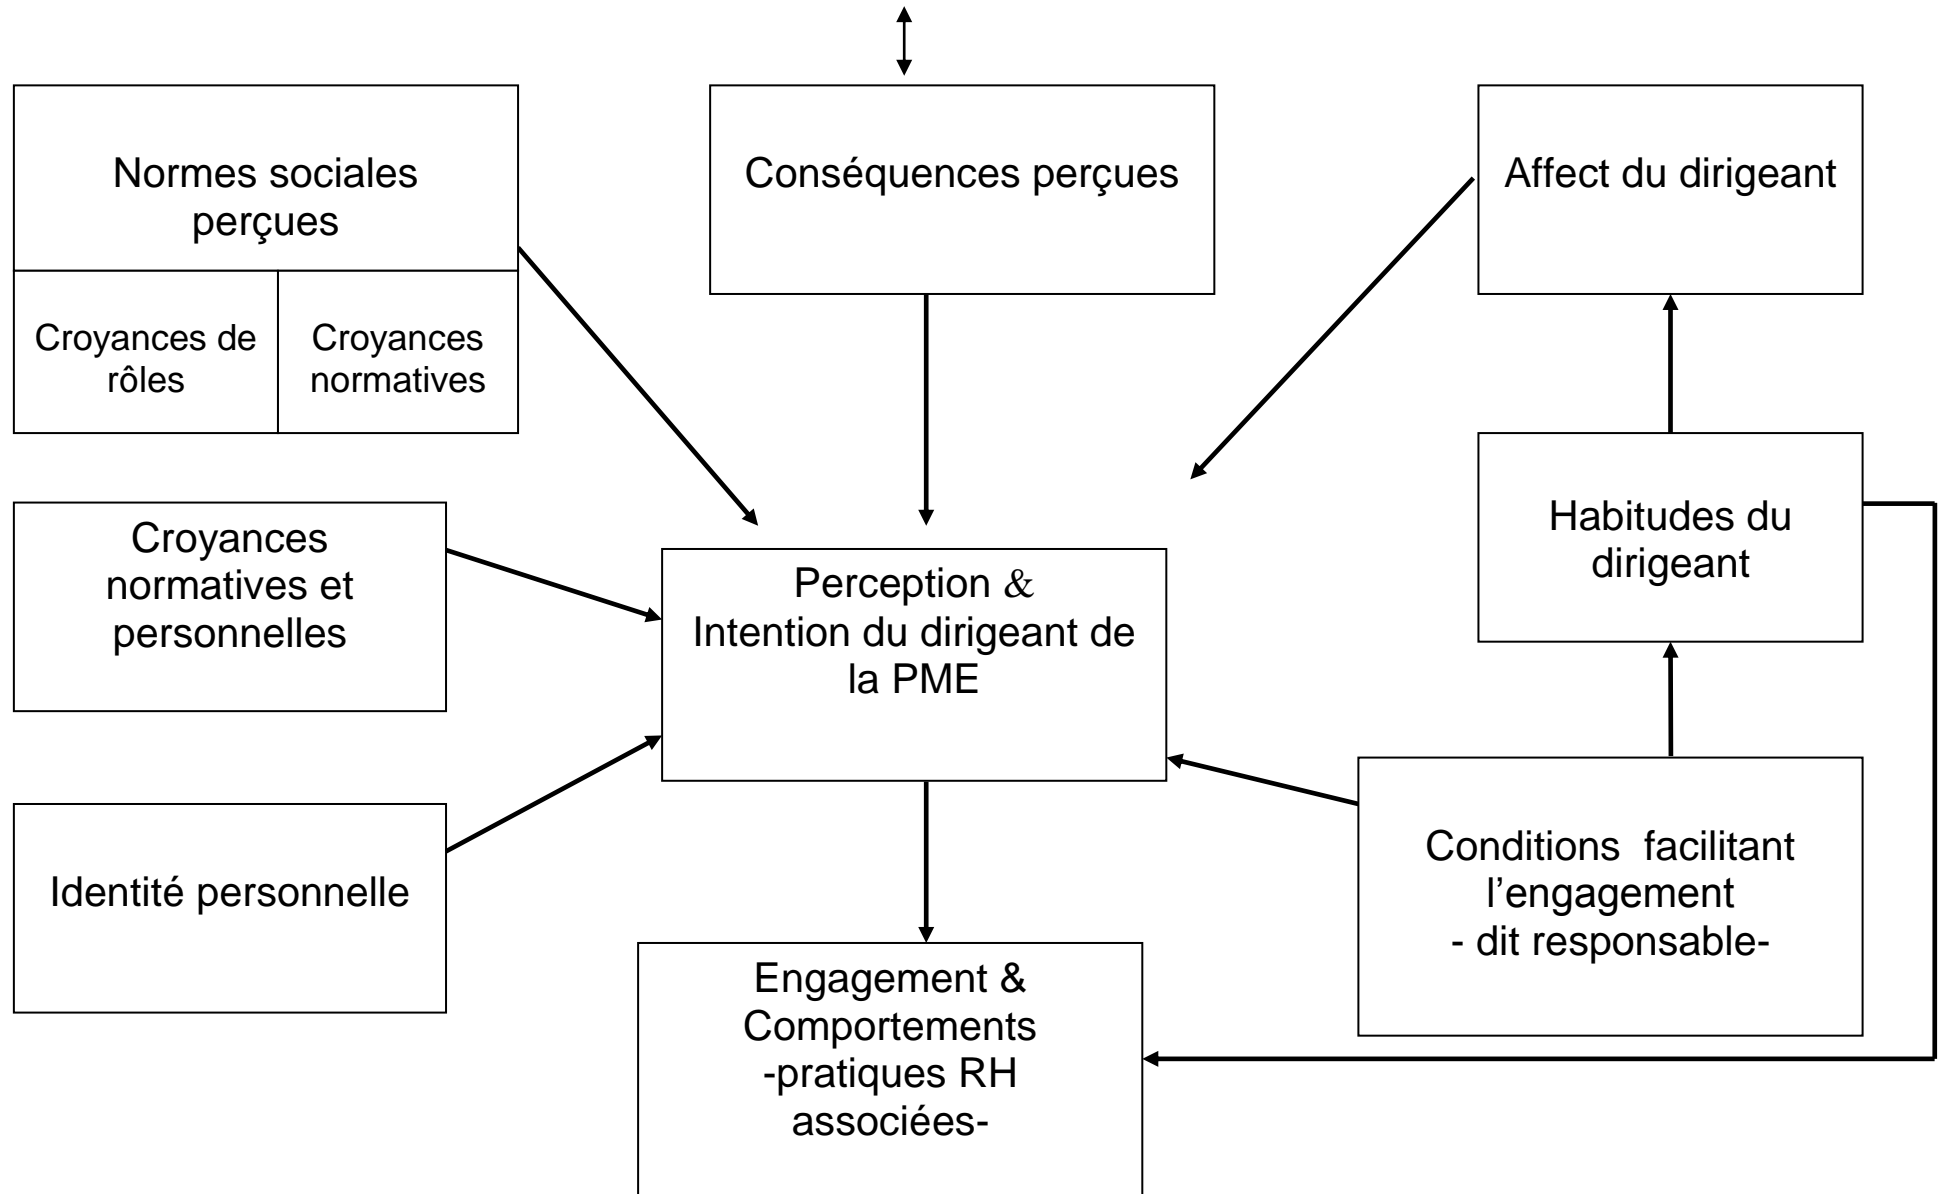 Normes sociales
perçues
Croyances de
rôles
Croyances
normatives
Conséquences perçues
Affect du dirigeant
Croyances
normatives et
personnelles
Perception &
Intention du dirigeant de
la PME
Habitudes du
dirigeant
Identité personnelle
Conditions  facilitant
l’engagement
- dit responsable-
Engagement &
Comportements
-pratiques RH
associées-